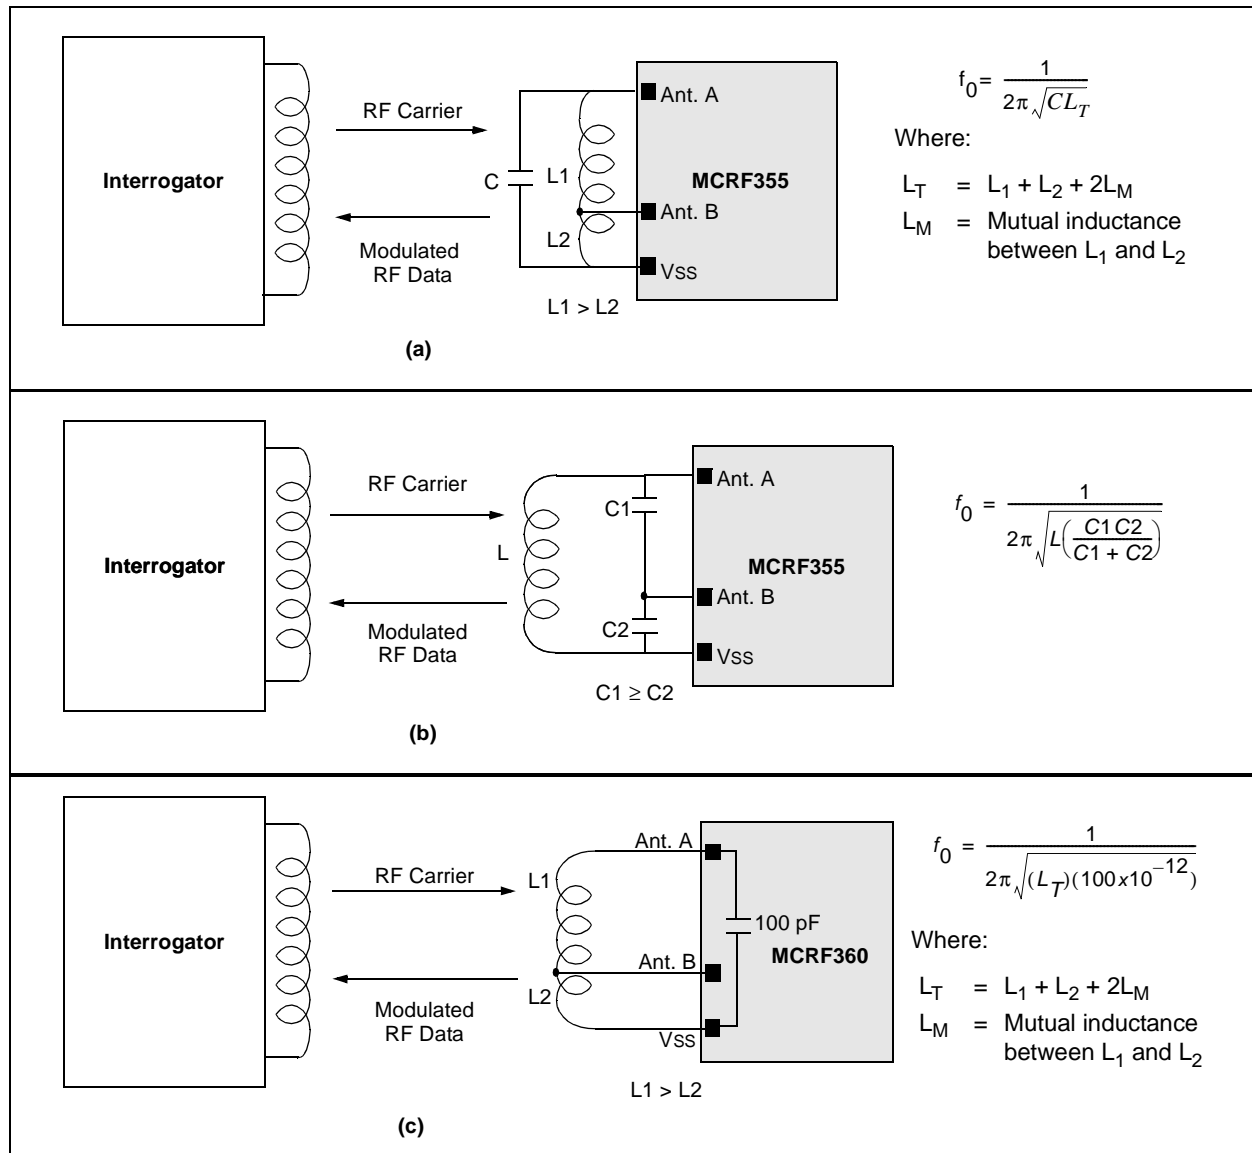 Interrogator
RF Carrier
Modulated
RF Data
C
L1
L2
Ant. A
Ant. B
VSS
MCRF355
L1 > L2
(a)
f0 = 1 / 2π√CLT
Where:
LT = L1 + L2 + 2LM
LM = Mutual inductance
between L1 and L2
Interrogator
RF Carrier
Modulated
RF Data
L
C1
C2
Ant. A
Ant. B
VSS
MCRF355
C1 ≥ C2
(b)
f0 = 1 / 2π√L(C1 C2 / C1 + C2)
Interrogator
RF Carrier
Modulated
RF Data
L1
L2
Ant. A
Ant. B
VSS
100 pF
MCRF360
L1 > L2
(c)
f0 = 1 / 2π√(LT)(100x10⁻¹²)
Where:
LT = L1 + L2 + 2LM
LM = Mutual inductance
between L1 and L2